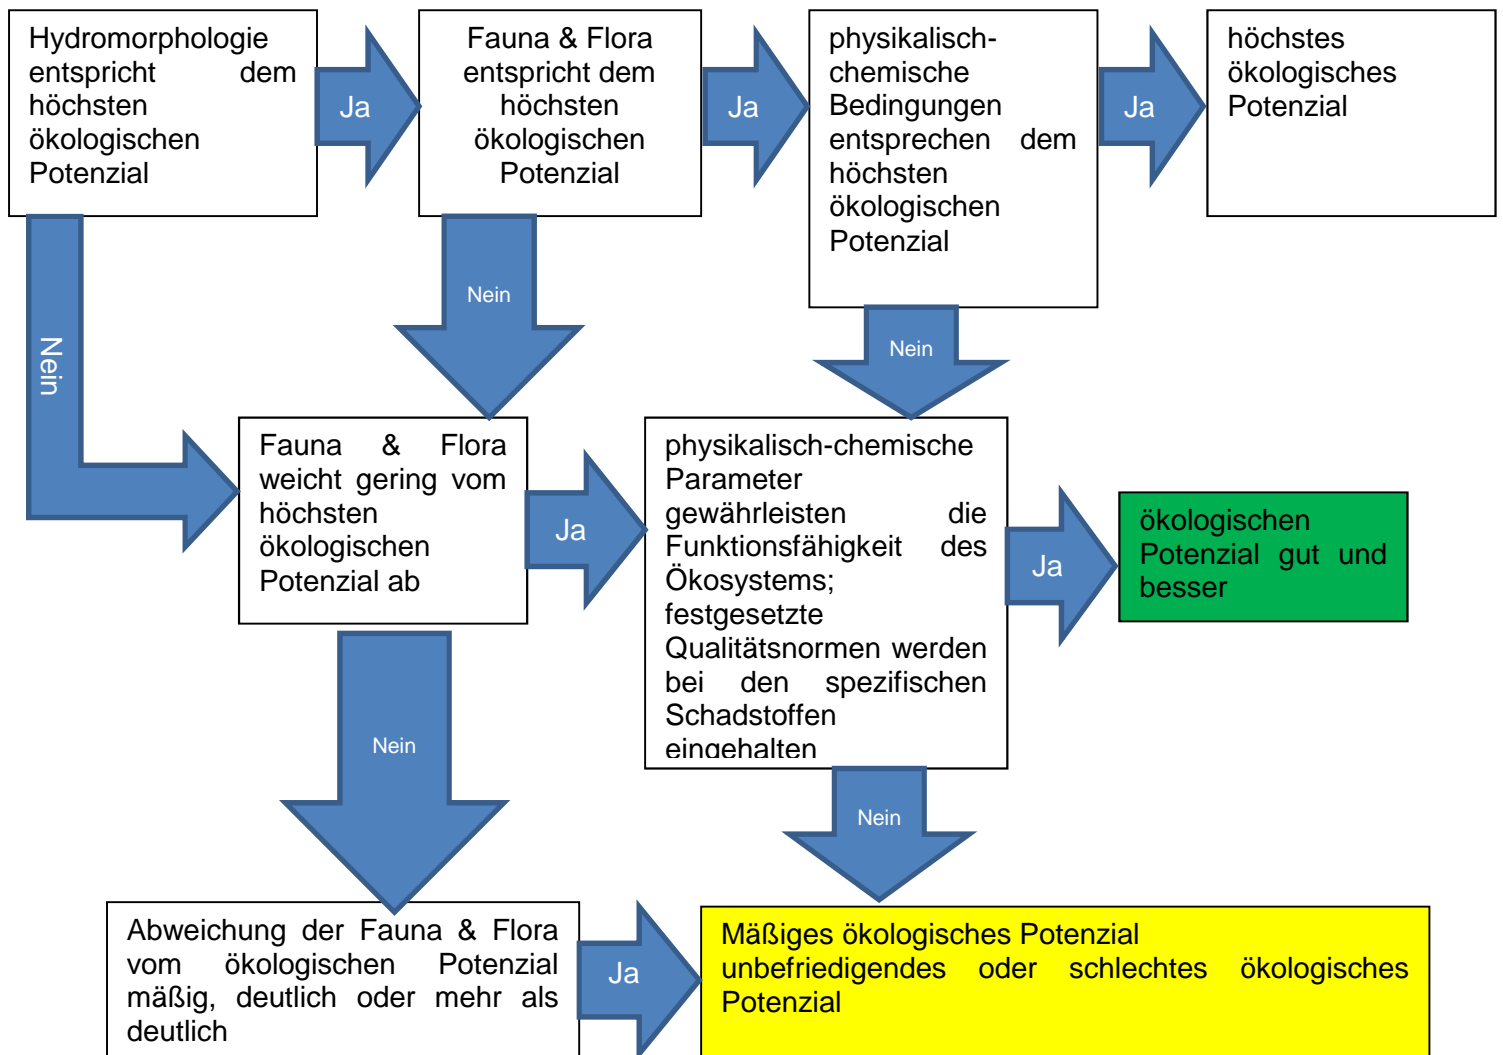 Hydromorphologie
entspricht dem
höchsten
ökologischen
Potenzial
Ja
Fauna & Flora
entspricht dem
höchsten
ökologischen
Potenzial
Ja
physikalisch-
chemische
Bedingungen
entsprechen dem
höchsten
ökologischen
Potenzial
Ja
höchstes
ökologisches
Potenzial
Nein
Nein
Nein
Fauna & Flora
weicht gering vom
höchsten
ökologischen
Potenzial ab
Ja
physikalisch-chemische
Parameter
gewährleisten die
Funktionsfähigkeit des
Ökosystems;
festgesetzte
Qualitätsnormen werden
bei den spezifischen
Schadstoffen
eingehalten
Ja
ökologischen
Potenzial gut und
besser
Nein
Nein
Abweichung der Fauna & Flora
vom ökologischen Potenzial
mäßig, deutlich oder mehr als
deutlich
Ja
Mäßiges ökologisches Potenzial
unbefriedigendes oder schlechtes ökologisches
Potenzial